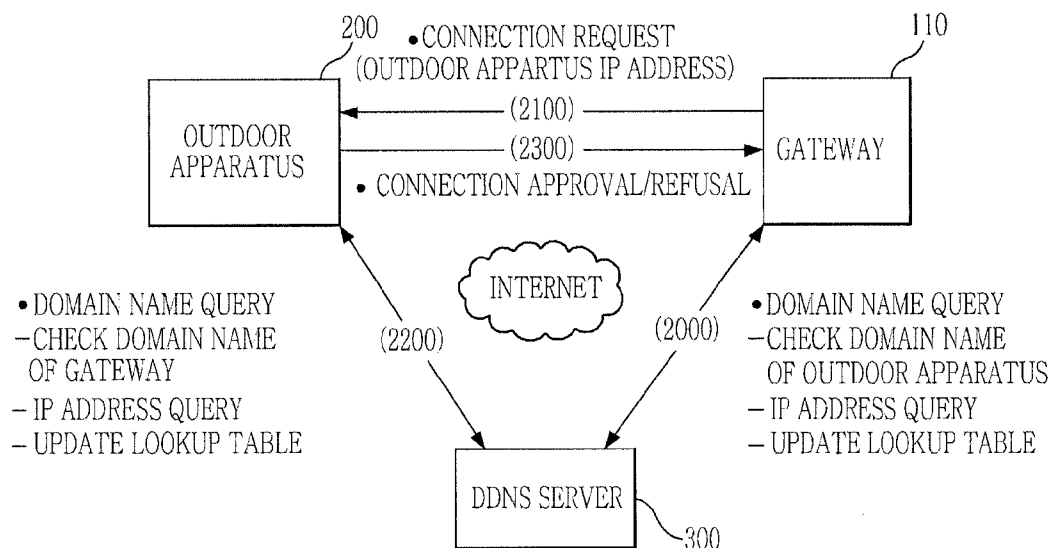 200
110
• CONNECTION REQUEST
(OUTDOOR APPARTUS IP ADDRESS)
(2100)
OUTDOOR
APPARATUS
(2300)
GATEWAY
• CONNECTION APPROVAL/REFUSAL
INTERNET
• DOMAIN NAME QUERY
– CHECK DOMAIN NAME
OF GATEWAY
– IP ADDRESS QUERY
– UPDATE LOOKUP TABLE
(2200)
(2000)
• DOMAIN NAME QUERY
– CHECK DOMAIN NAME
OF OUTDOOR APPARATUS
– IP ADDRESS QUERY
– UPDATE LOOKUP TABLE
DDNS SERVER
300